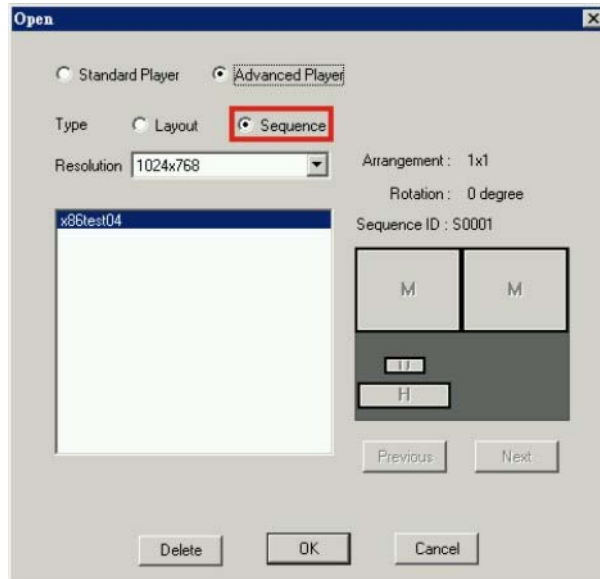 Open
Standard Player Advanced Player
Type Layout Sequence
Resolution 1024x768
Arrangement : 1x1
Rotation : 0 degree
x86test04
Sequence ID : S0001
M M
H
Previous Next
Delete OK Cancel